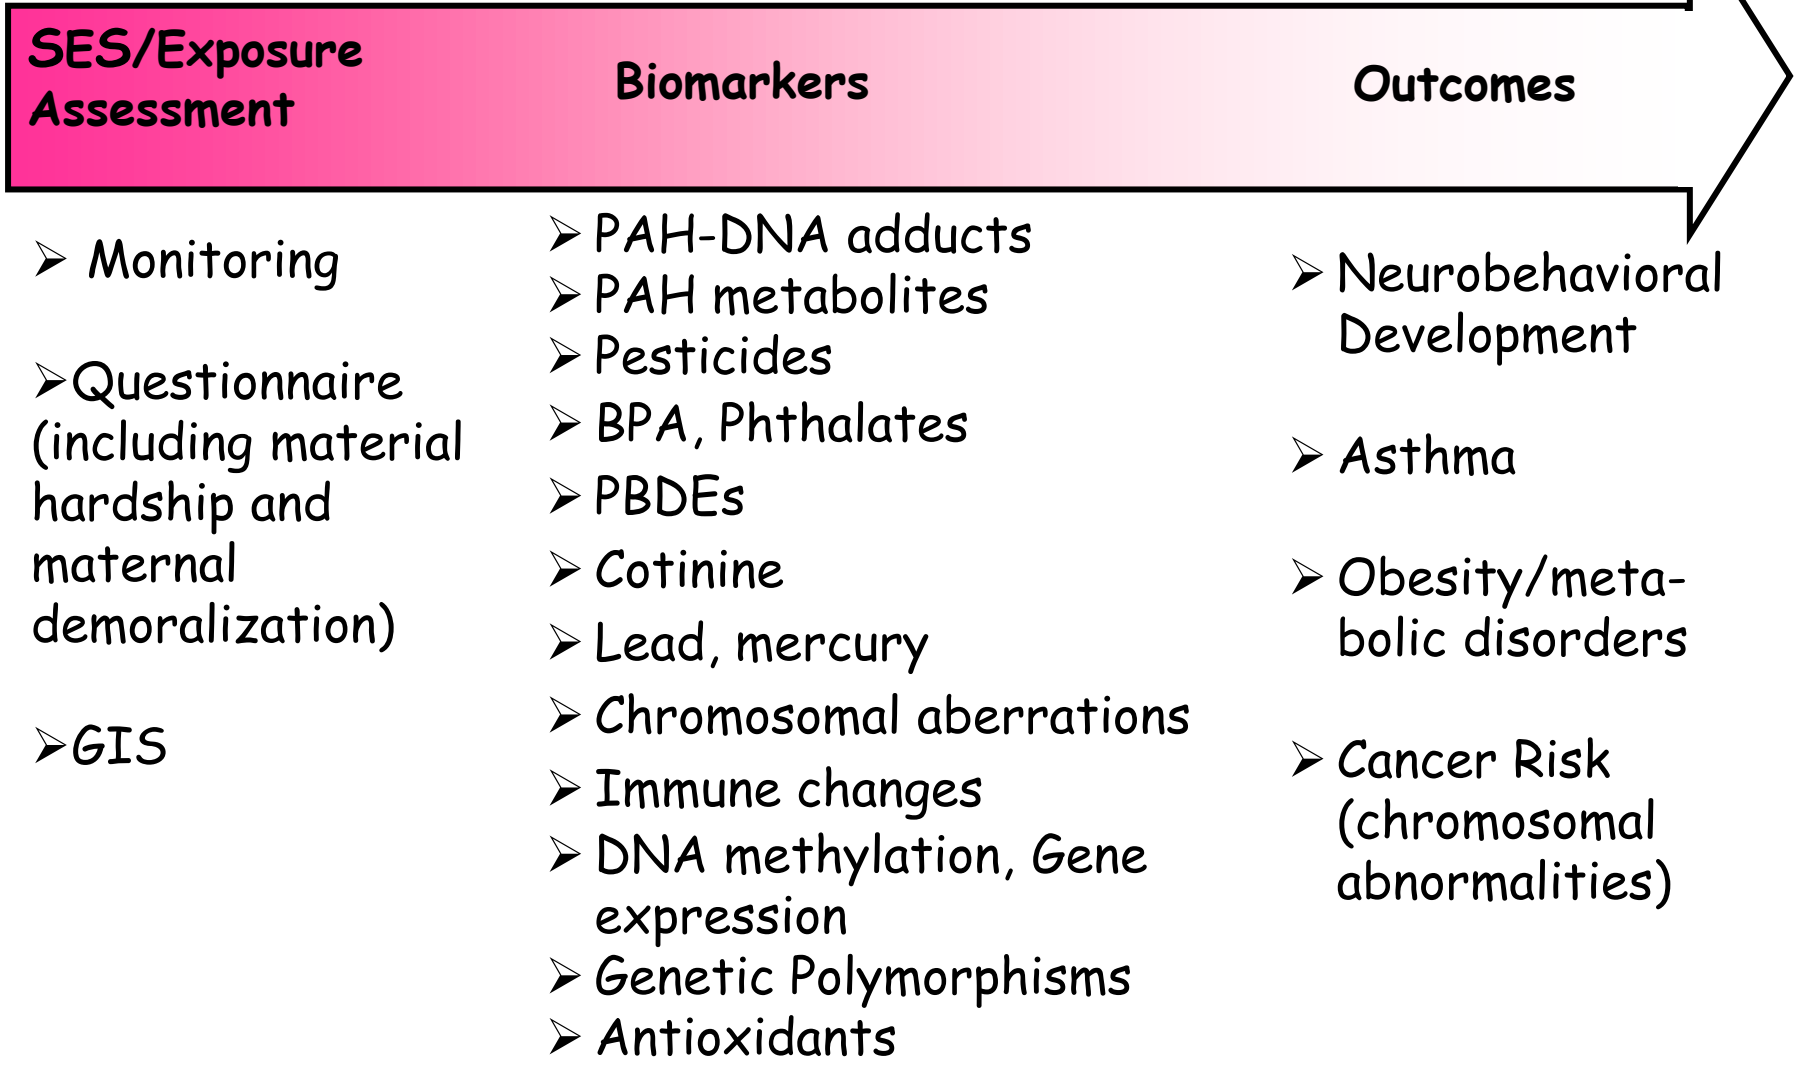 SES/Exposure
Assessment
Biomarkers
Outcomes
➢ Monitoring
➢Questionnaire
(including material
hardship and
maternal
demoralization)
➢GIS
➢ PAH-DNA adducts
➢ PAH metabolites
➢ Pesticides
➢ BPA, Phthalates
➢ PBDEs
➢ Cotinine
➢ Lead, mercury
➢ Chromosomal aberrations
➢ Immune changes
➢ DNA methylation, Gene
expression
➢ Genetic Polymorphisms
➢ Antioxidants
➢ Neurobehavioral
Development
➢ Asthma
➢ Obesity/meta-
bolic disorders
➢ Cancer Risk
(chromosomal
abnormalities)